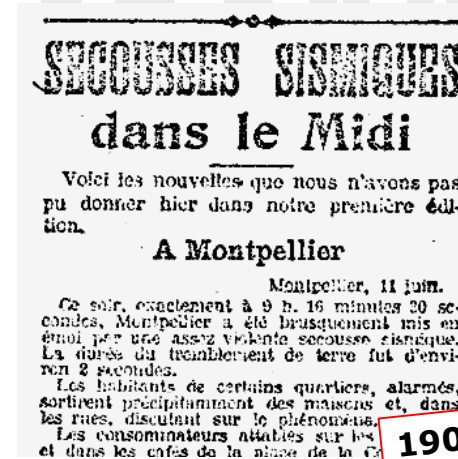 SECOUSSES SISMIQUES
dans le Midi
Voici les nouvelles que nous n'avons pas
pu donner hier dans notre première édi-
tion.
A Montpellier
Montpellier, 11 juin.
Ce soir, exactement à 9 h. 16 minutes 20 se-
condes, Montpellier a été brusquement mis en
émoi par une assez violente secousse sismique.
La durée du tremblement de terre fut d'envi-
ron 2 secondes.
Les habitants de certains quartiers, alarmés,
sortirent précipitamment des maisons et, dans
les rues, discutant sur le phénomène.
Les consommateurs attablés sur les
et dans les cafés de la place de la
190